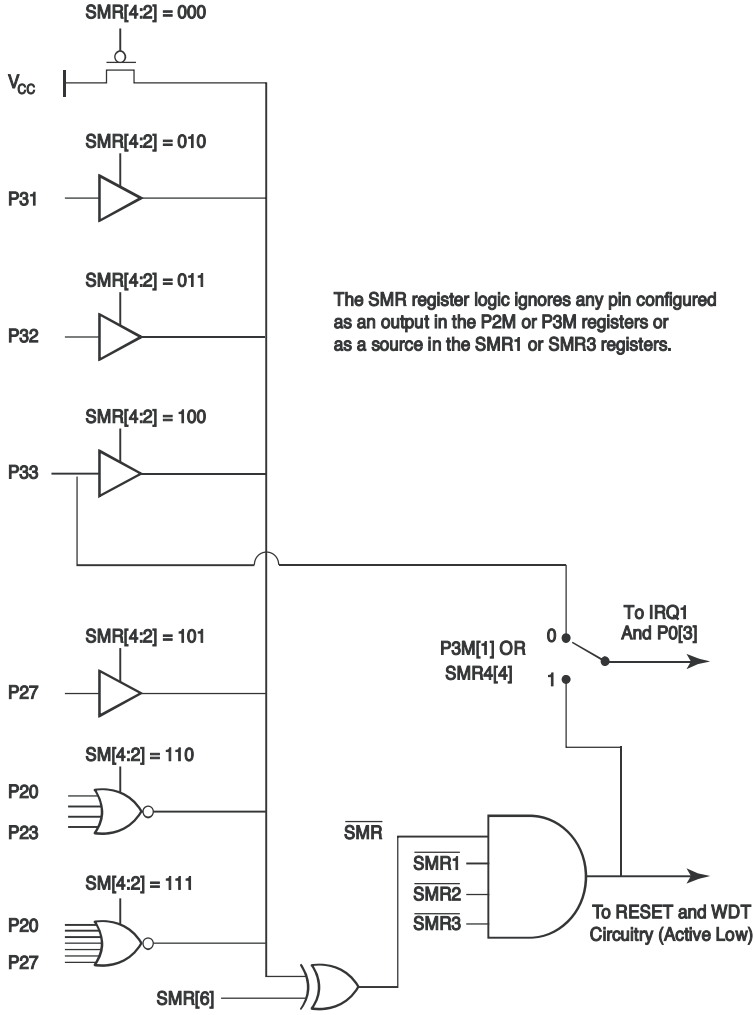 SMR[4:2] = 000
VCC
SMR[4:2] = 010
P31
SMR[4:2] = 011
P32
The SMR register logic ignores any pin configured
as an output in the P2M or P3M registers or
as a source in the SMR1 or SMR3 registers.
SMR[4:2] = 100
P33
SMR[4:2] = 101
P27
0
P3M[1] OR
SMR4[4]
1
To IRQ1
And P0[3]
SM[4:2] = 110
P20
P23
SM[4:2] = 111
P20
P27
SMR
SMR1
SMR2
SMR3
To RESET and WDT
Circuitry (Active Low)
SMR[6]